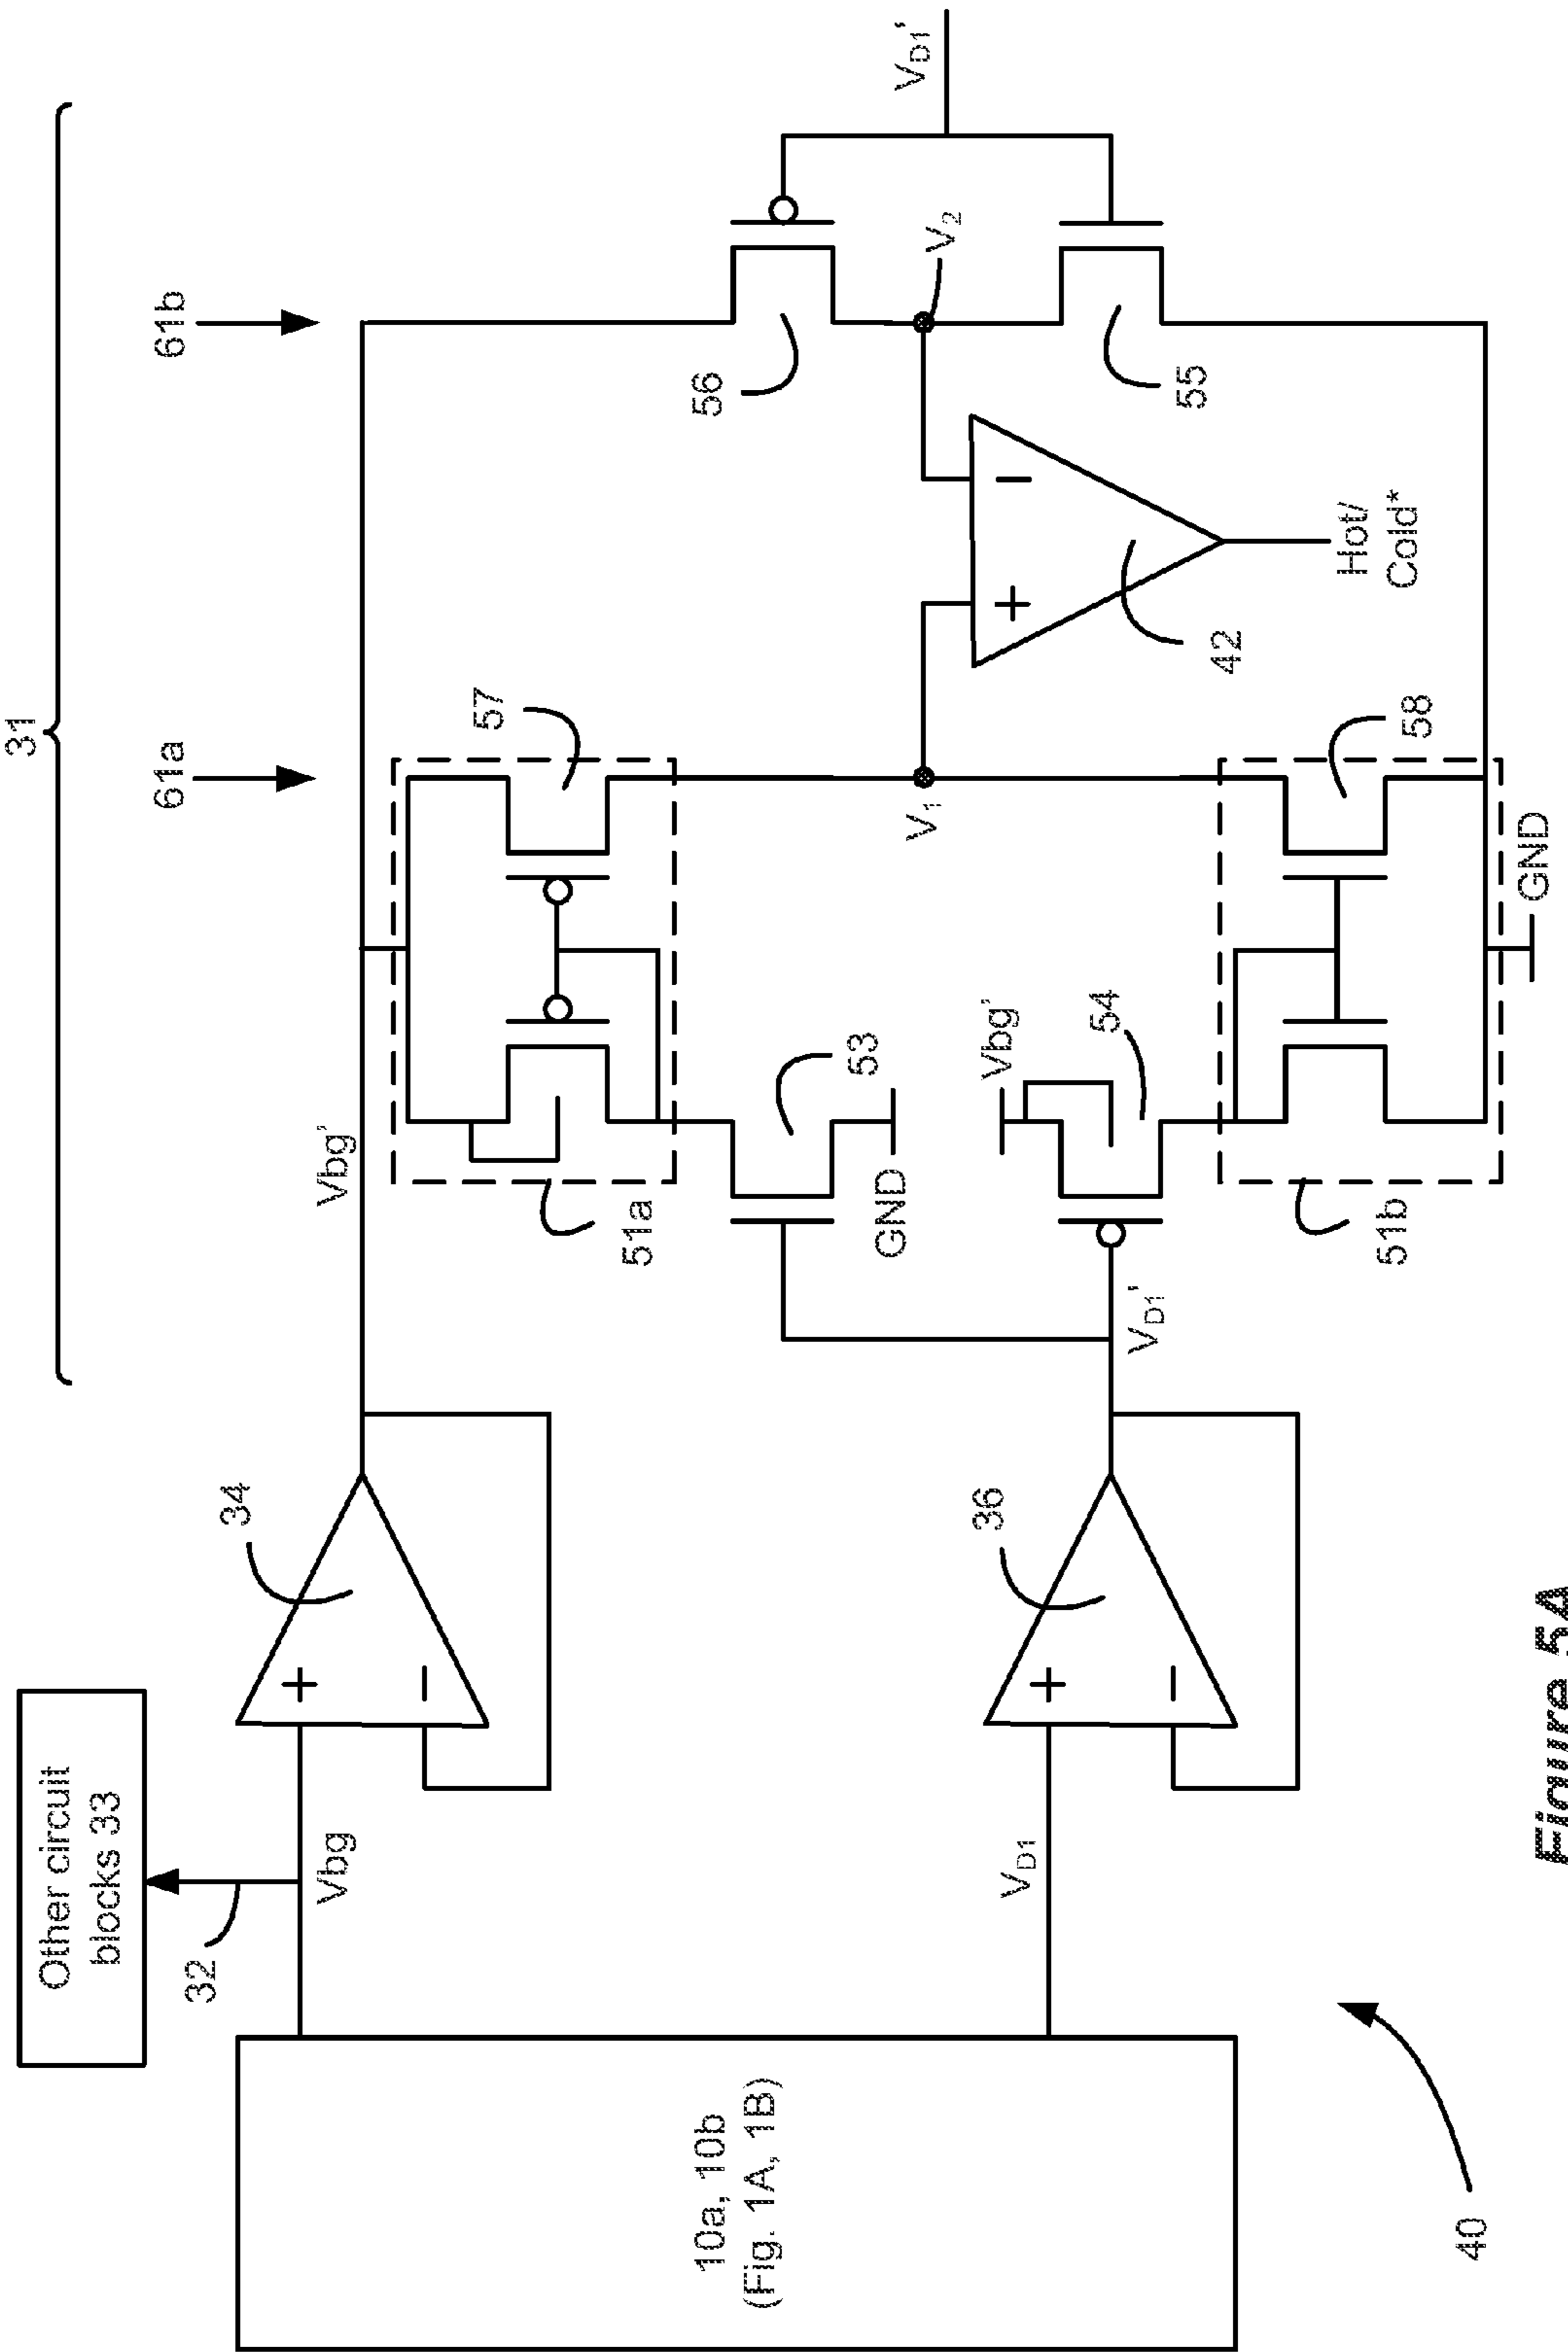 31
61a
61b
Other circuit
blocks 33
32
34
Vbg
Vbg'
51a
57
56
10a, 10b
(Fig. 1A, 1B)
GND
53
V1
V2
VD1'
+
−
+
−
+
−
VD1
36
VD1'
Vbg'
54
42
55
Hot/
Cold*
51b
58
GND
40
Figure 5A